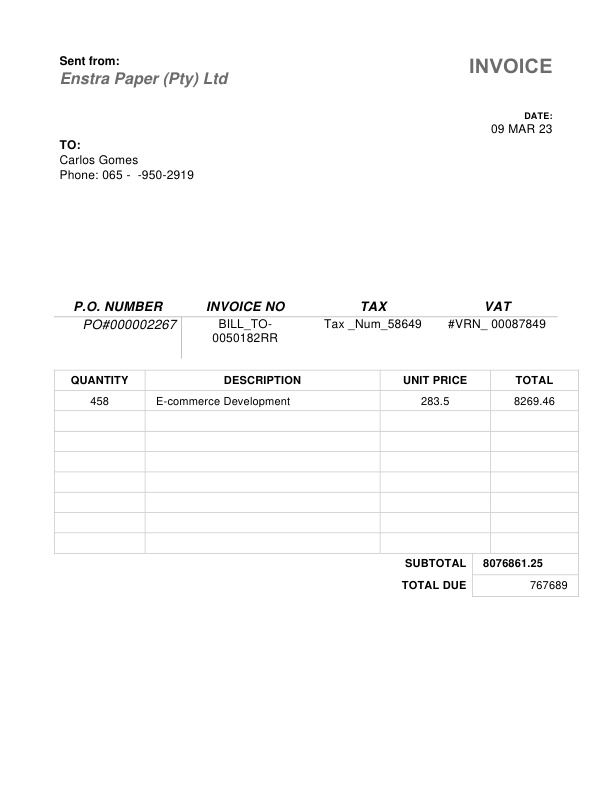 Sent from:
Enstra Paper (Pty) Ltd
INVOICE
DATE:
09 MAR 23
TO:
Carlos Gomes
Phone: 065 -  -950-2919
P.O. NUMBER INVOICE NO TAX VAT
PO#000002267 BILL_TO- Tax _Num_58649 #VRN_ 00087849
0050182RR
QUANTITY DESCRIPTION UNIT PRICE TOTAL
458 E-commerce Development 283.5 8269.46
SUBTOTAL 8076861.25
TOTAL DUE 767689